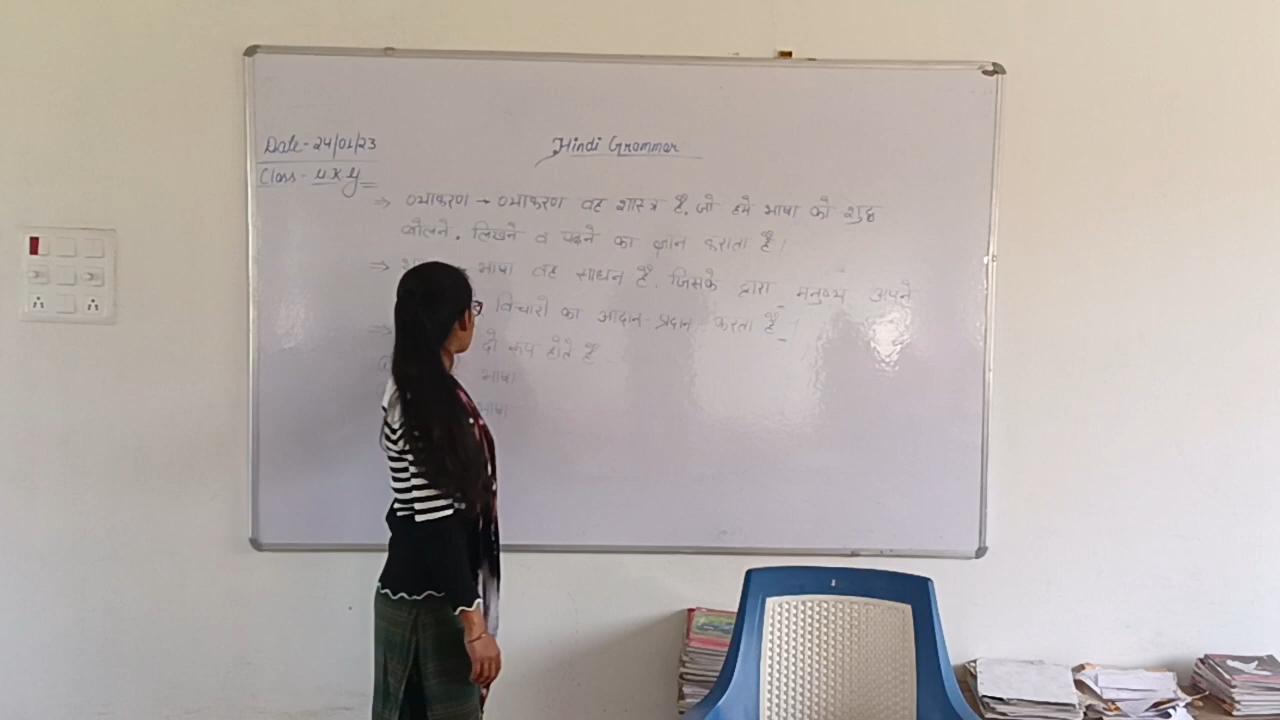 Date - 24/01/23
Hindi Grammar
Class - U.K.G
⇒ व्याकरण → व्याकरण वह शास्त्र है, जो हमे भाषा को शुद्ध
बोलने, लिखने व पढ़ने का ज्ञान कराता है।
⇒ भाषा वह साधन है, जिसके द्वारा मनुष्य अपने
विचारो का आदान-प्रदान करता है।
⇒ दो रूप होते है
भाषा
भाषा